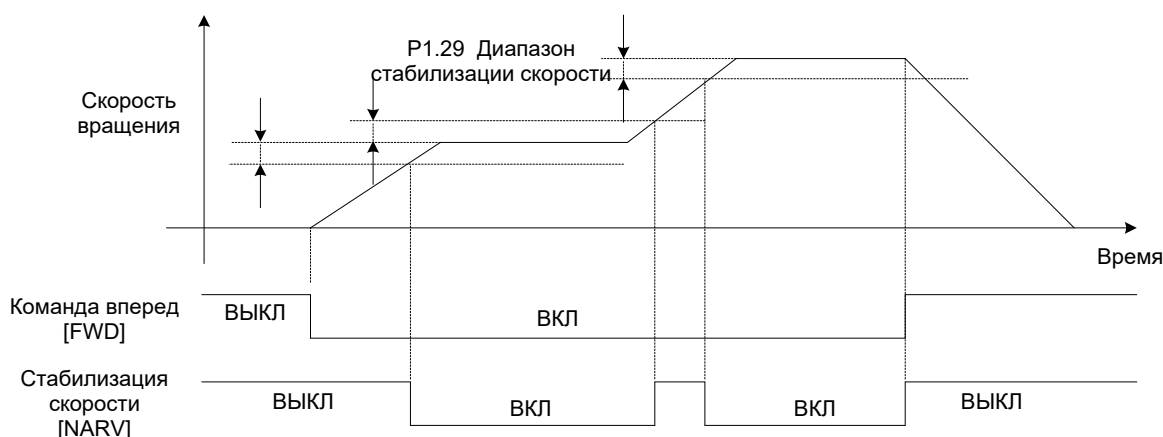 P1.29 Диапазон
стабилизации скорости
Скорость
вращения
Время
Команда вперед
[FWD]
ВЫКЛ
ВКЛ
Стабилизация
скорости
[NARV]
ВЫКЛ
ВКЛ
ВКЛ
ВЫКЛ